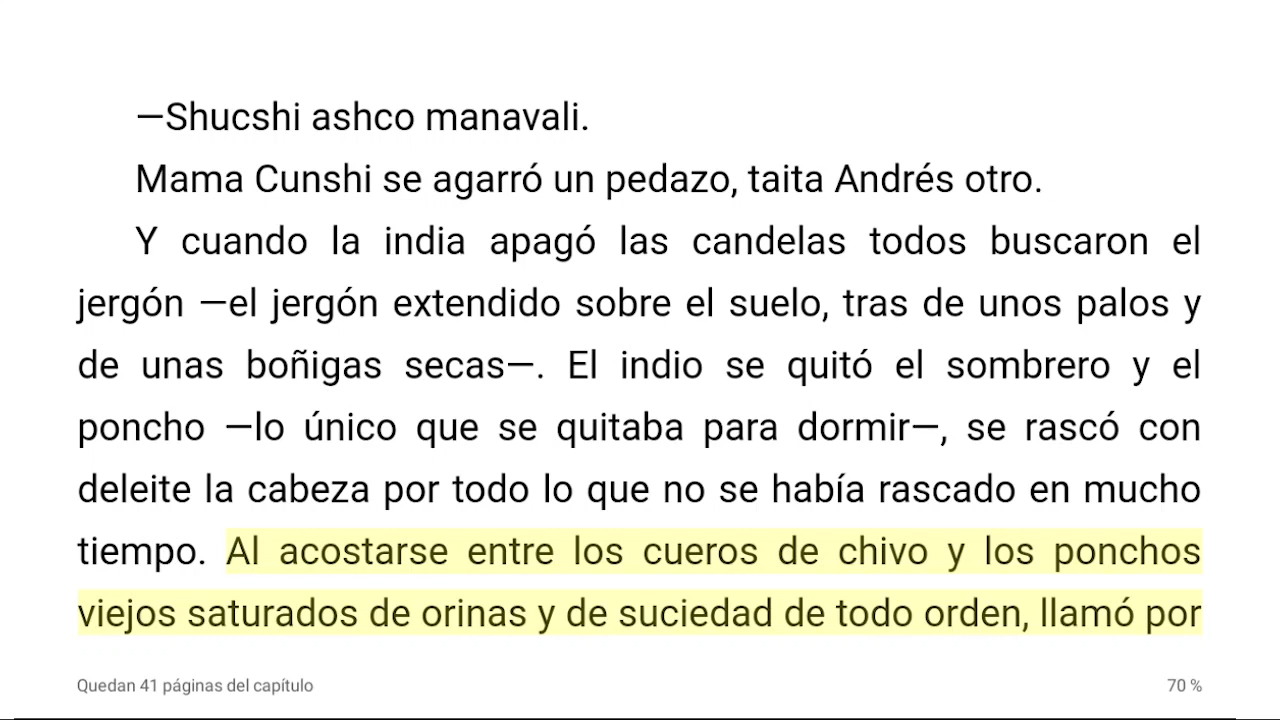 —Shucshi ashco manavali.
Mama Cunshi se agarró un pedazo, taita Andrés otro.
Y cuando la india apagó las candelas todos buscaron el
jergón —el jergón extendido sobre el suelo, tras de unos palos y
de unas boñigas secas—. El indio se quitó el sombrero y el
poncho —lo único que se quitaba para dormir—, se rascó con
deleite la cabeza por todo lo que no se había rascado en mucho
tiempo. Al acostarse entre los cueros de chivo y los ponchos
viejos saturados de orinas y de suciedad de todo orden, llamó por
Quedan 41 páginas del capítulo
70 %